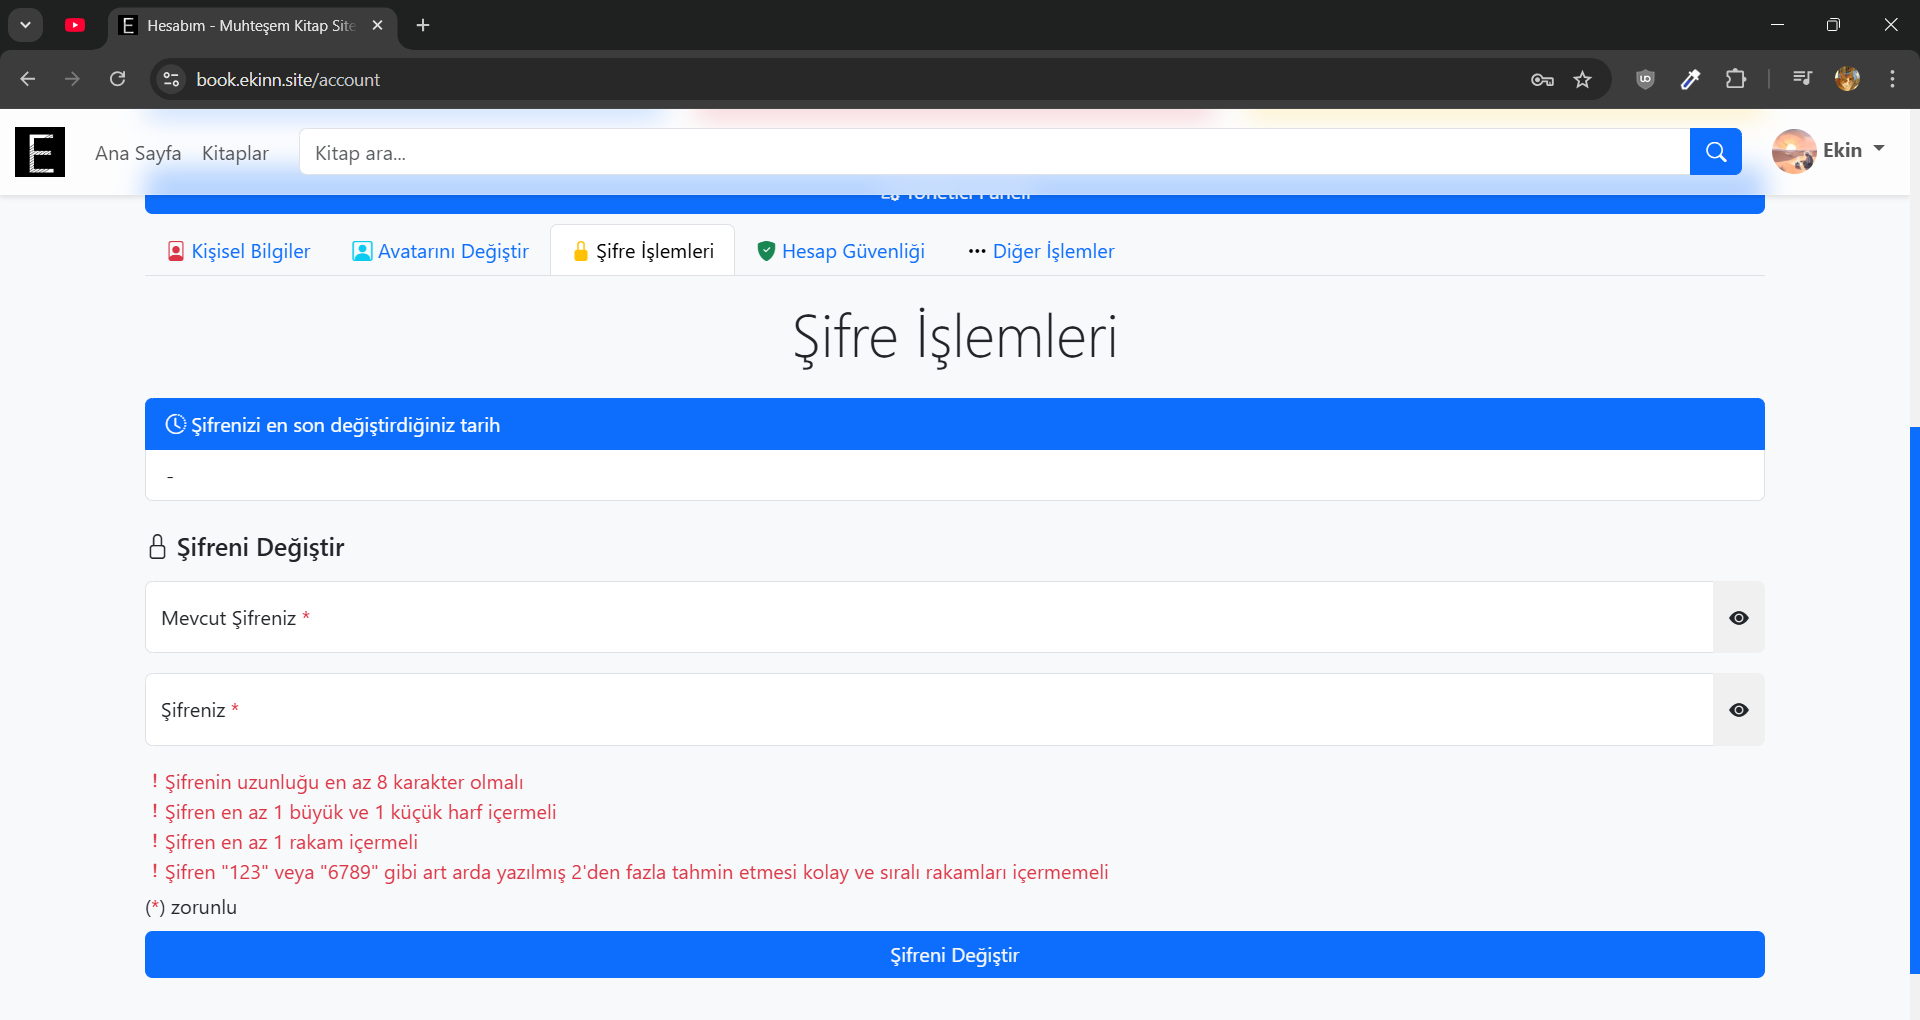 Hesabım - Muhteşem Kitap Site
book.ekinn.site/account
E Ana Sayfa Kitaplar Kitap ara... Ekin
Yönetici Paneli
Kişisel Bilgiler Avatarını Değiştir Şifre İşlemleri Hesap Güvenliği Diğer İşlemler
Şifre İşlemleri
Şifrenizi en son değiştirdiğiniz tarih
-
Şifreni Değiştir
Mevcut Şifreniz *
Şifreniz *
! Şifrenin uzunluğu en az 8 karakter olmalı
! Şifren en az 1 büyük ve 1 küçük harf içermeli
! Şifren en az 1 rakam içermeli
! Şifren "123" veya "6789" gibi art arda yazılmış 2'den fazla tahmin etmesi kolay ve sıralı rakamları içermemeli
(*) zorunlu
Şifreni Değiştir